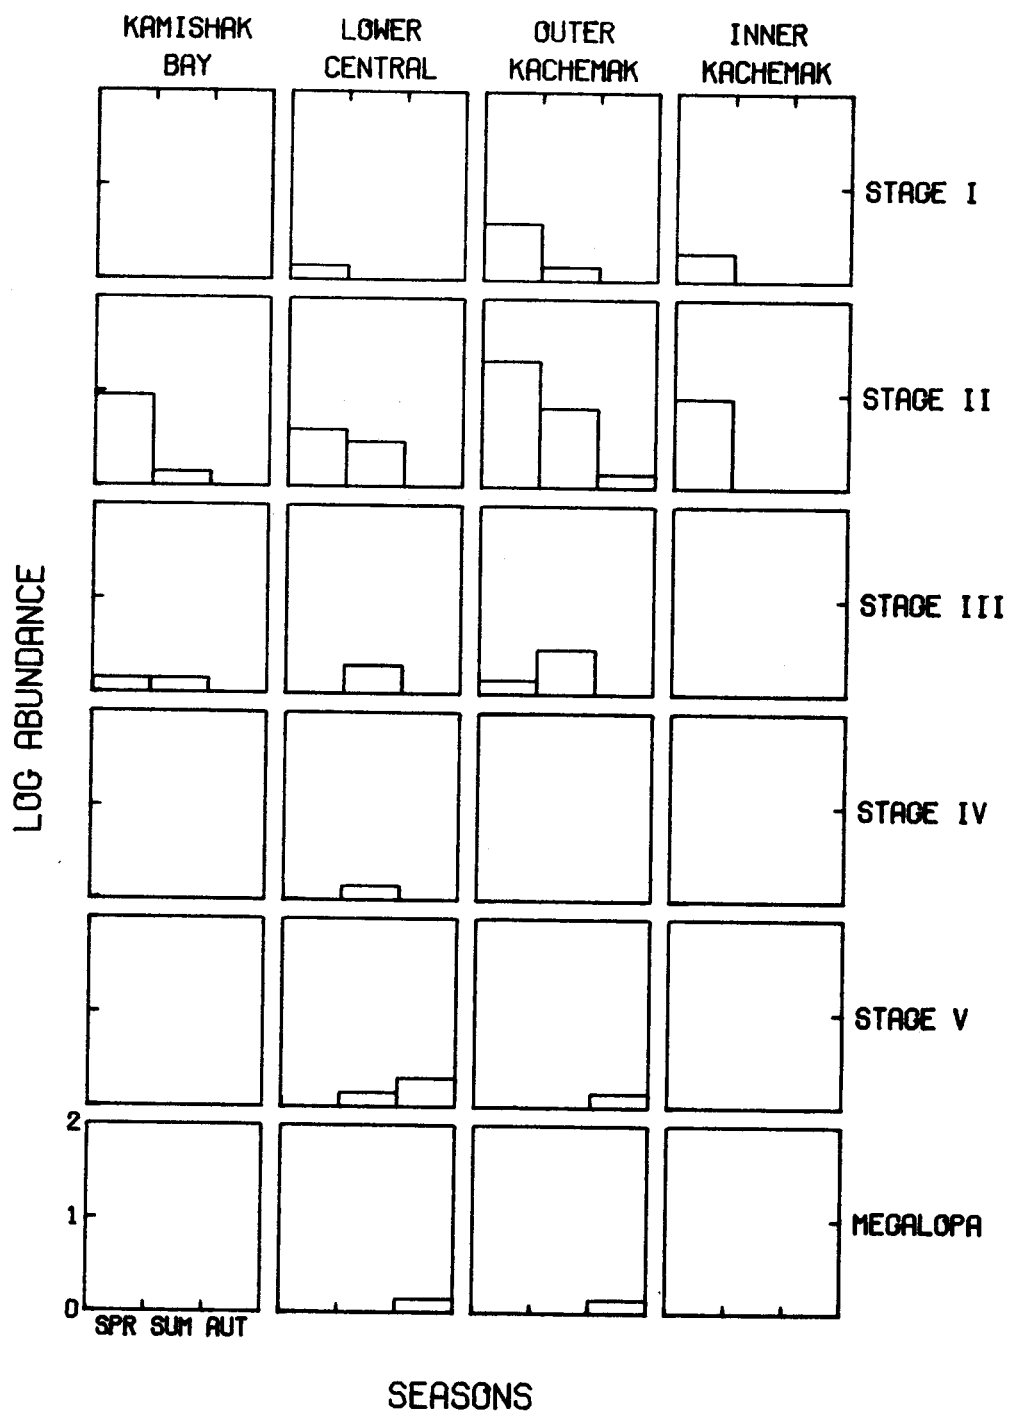 KAMISHAK BAY
LOWER CENTRAL
OUTER KACHEMAK
INNER KACHEMAK
STAGE I
STAGE II
STAGE III
STAGE IV
STAGE V
MEGALOPA
LOG ABUNDANCE
2
1
0
SPR SUM AUT
SEASONS